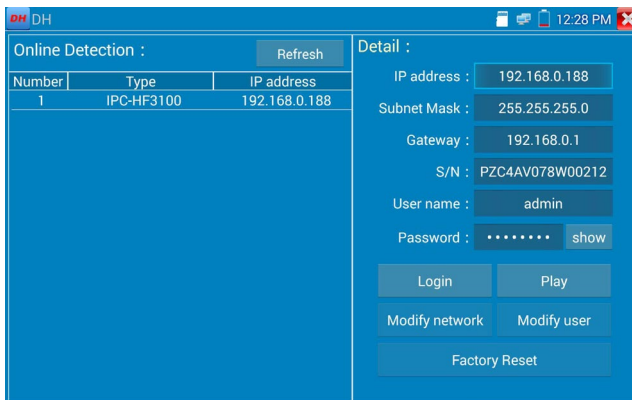 DH DH 12:28 PM
Online Detection :
Refresh
Number Type IP address
1 IPC-HF3100 192.168.0.188
Detail :
IP address : 192.168.0.188
Subnet Mask : 255.255.255.0
Gateway : 192.168.0.1
S/N : PZC4AV078W00212
User name : admin
Password : •••••••• show
Login Play
Modify network Modify user
Factory Reset